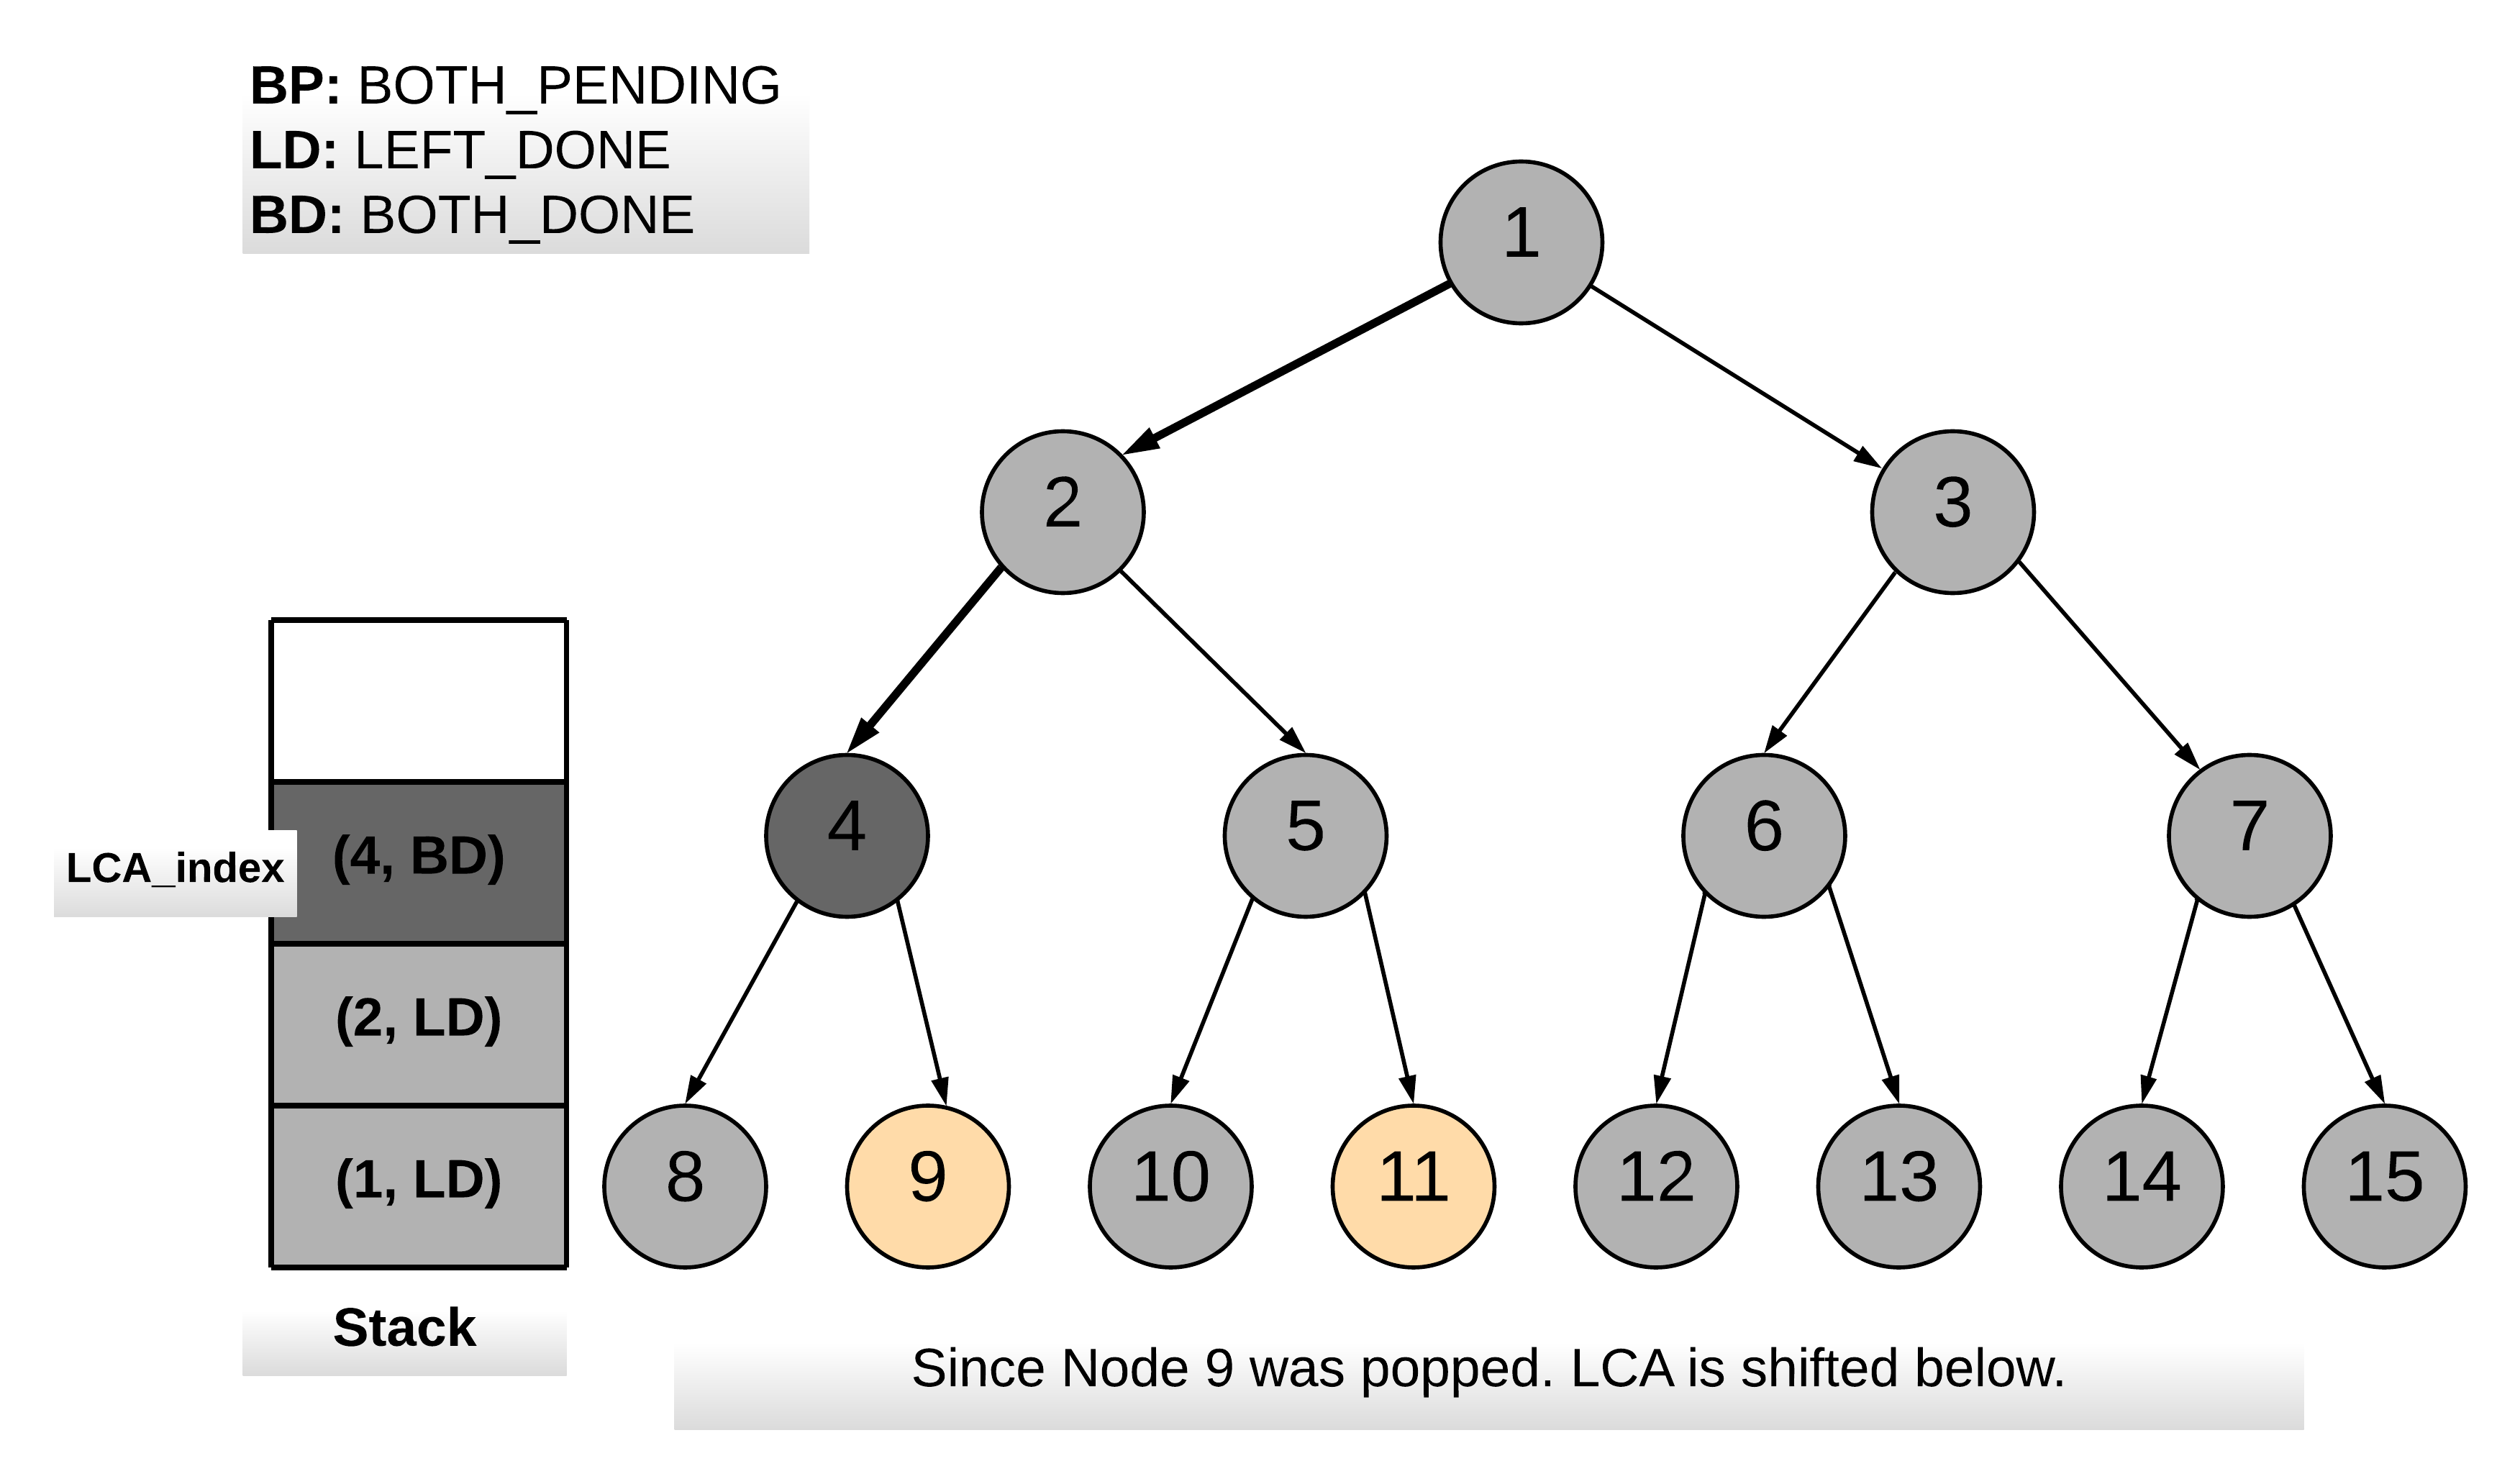 BP: BOTH_PENDING
LD: LEFT_DONE
BD: BOTH_DONE
1
2
3
4
5
6
7
LCA_index
(4, BD)
(2, LD)
(1, LD)
8
9
10
11
12
13
14
15
Stack
Since Node 9 was popped. LCA is shifted below.